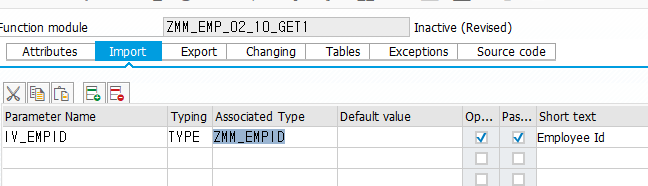 Function module ZMM_EMP_02_10_GET1 Inactive (Revised)
Attributes Import Export Changing Tables Exceptions Source code
Parameter Name Typing Associated Type Default value Op... Pas... Short text
IV_EMPID TYPE ZMM_EMPID Employee Id